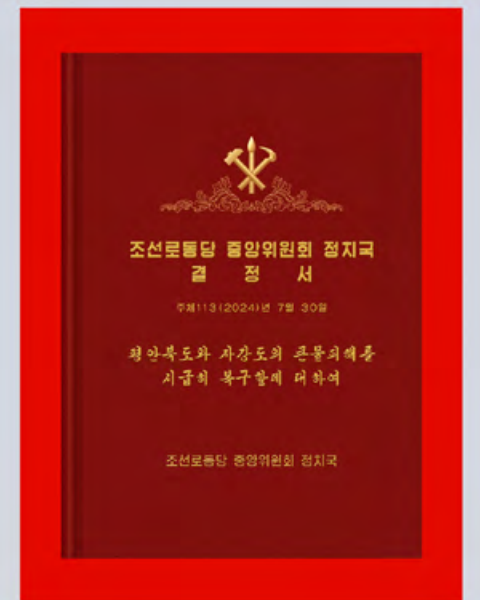 조선로동당 중앙위원회 정치국
결 정 서
주체113(2024)년 7월 30일
평안북도와 자강도의 큰물피해를
시급히 복구할데 대하여
조선로동당 중앙위원회 정치국